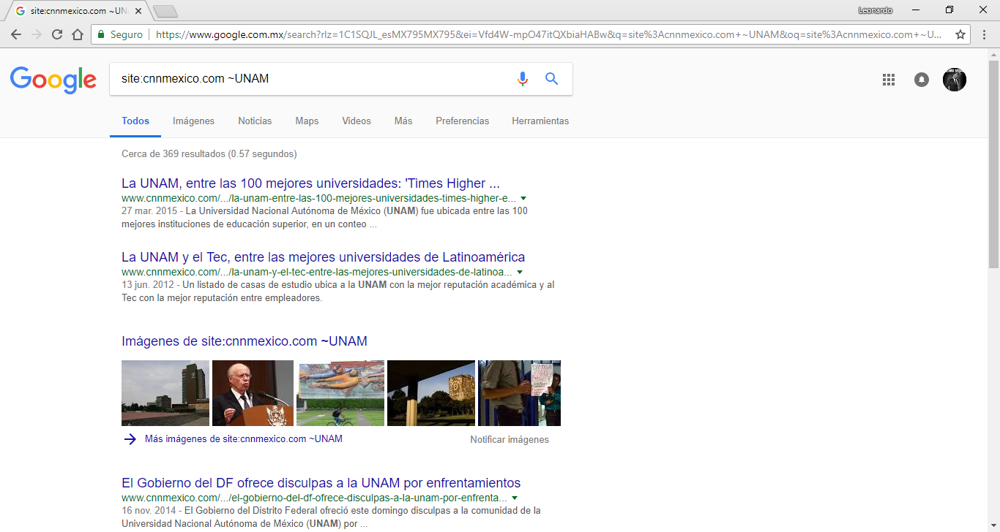 site:cnnmexico.com ~UN
Leonardo
Seguro
https://www.google.com.mx/search?rlz=1C1SQJL_esMX795MX795&ei=Vfd4W-mpO47itQXbiaHABw&q=site%3Acnnmexico.com+~UNAM&oq=site%3Acnnmexico.com+~U...
Google
site:cnnmexico.com ~UNAM
Todos Imágenes Noticias Maps Videos Más Preferencias Herramientas
Cerca de 369 resultados (0.57 segundos)
La UNAM, entre las 100 mejores universidades: 'Times Higher ...
www.cnnmexico.com/.../la-unam-entre-las-100-mejores-universidades-times-higher-e...
27 mar. 2015 - La Universidad Nacional Autónoma de México (UNAM) fue ubicada entre las 100
mejores instituciones de educación superior, en un conteo ...
La UNAM y el Tec, entre las mejores universidades de Latinoamérica
www.cnnmexico.com/.../la-unam-y-el-tec-entre-las-mejores-universidades-de-latinoa...
13 jun. 2012 - Un listado de casas de estudio ubica a la UNAM con la mejor reputación académica y al
Tec con la mejor reputación entre empleadores.
Imágenes de site:cnnmexico.com ~UNAM
Más imágenes de site:cnnmexico.com ~UNAM
Notificar imágenes
El Gobierno del DF ofrece disculpas a la UNAM por enfrentamientos
www.cnnmexico.com/.../el-gobierno-del-df-ofrece-disculpas-a-la-unam-por-enfrenta...
16 nov. 2014 - El Gobierno del Distrito Federal ofreció este domingo disculpas a la comunidad de la
Universidad Nacional Autónoma de México (UNAM) por ...